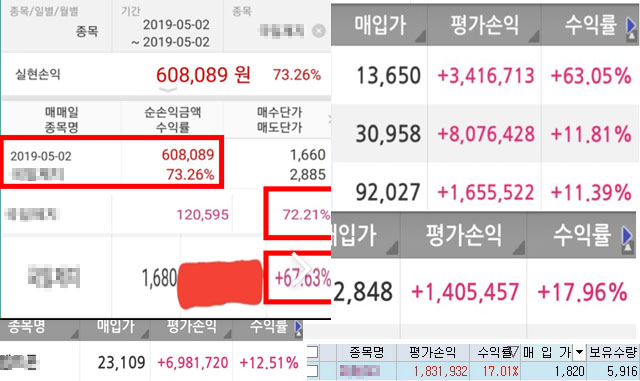 종목/일별/월별 기간 종목
종목 2019-05-02
~ 2019-05-02
실현손익 608,089 원 73.26%
매매일 순손익금액 매수단가
종목명 수익률 매도단가
2019-05-02 608,089 1,660
73.26% 2,885
120,595 72.21%
1,680 +67.63%
종목명 매입가 평가손익 수익률
23,109 +6,981,720 +12.51%
매입가 평가손익 수익률
13,650 +3,416,713 +63.05%
30,958 +8,076,428 +11.81%
92,027 +1,655,522 +11.39%
매입가 평가손익 수익률
2,848 +1,405,457 +17.96%
종목명 평가손익 수익률 매 입 가 보유수량
1,831,932 17.01% 1,820 5,916